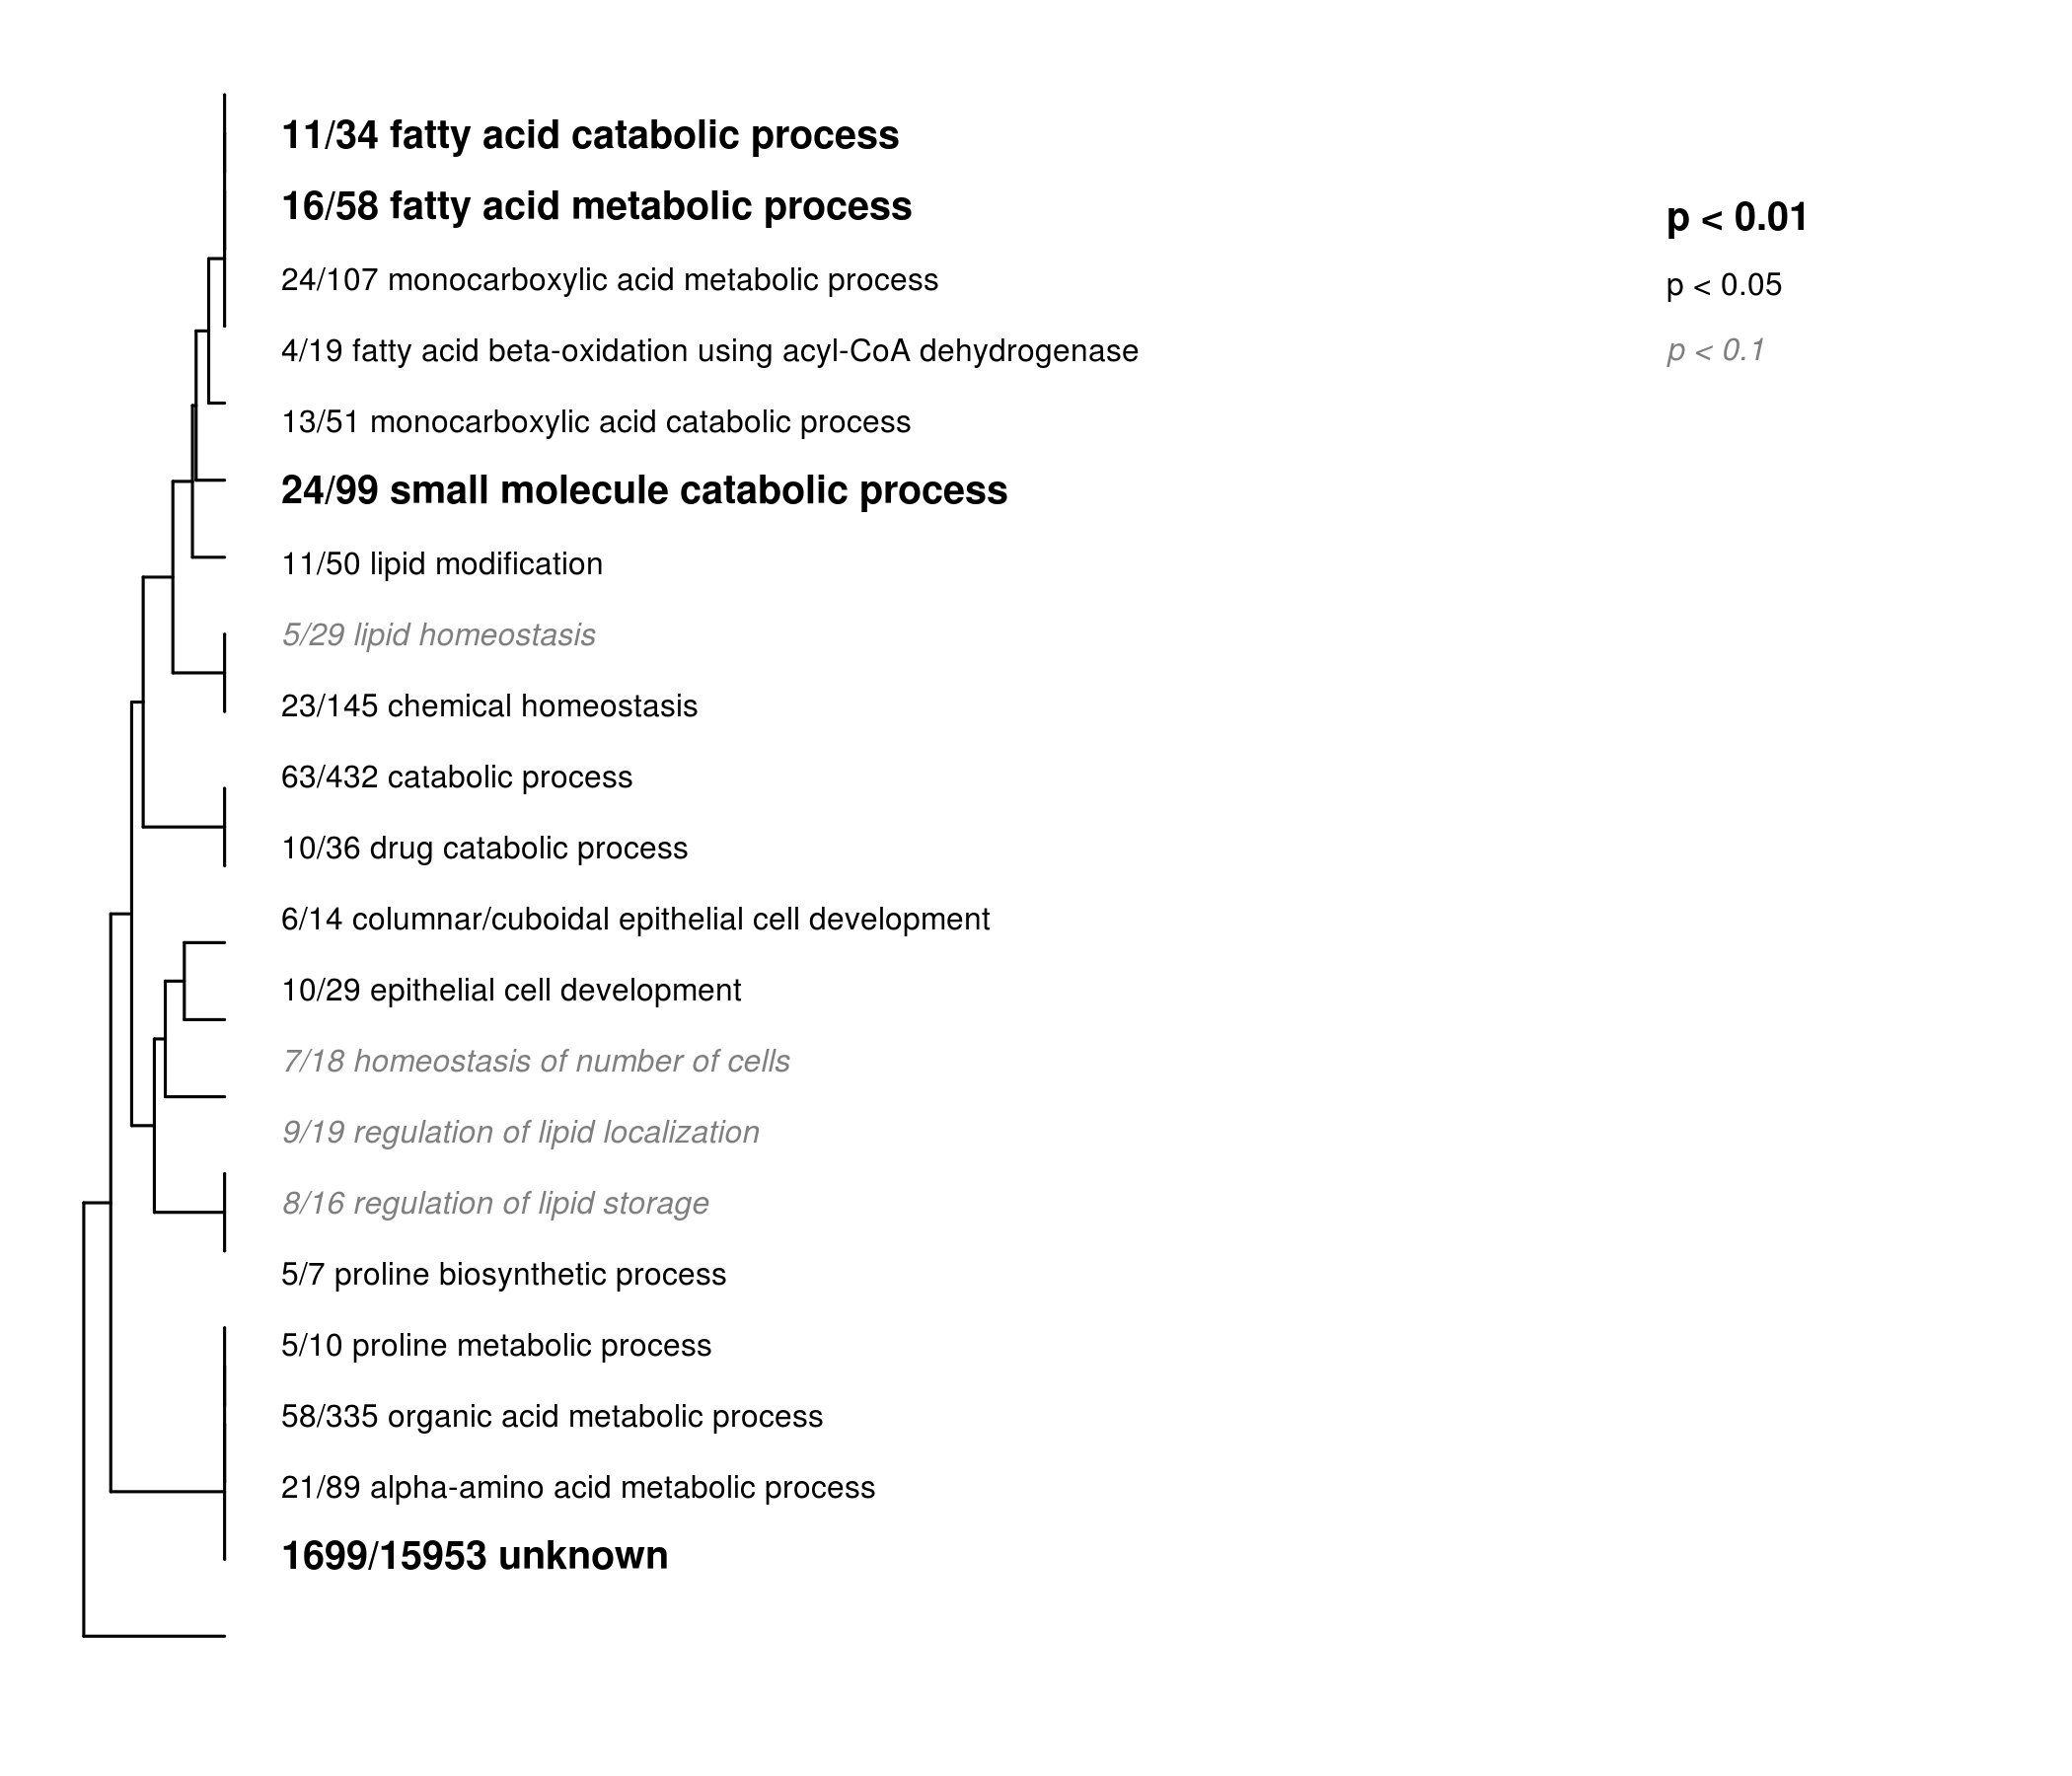 11/34 fatty acid catabolic process
16/58 fatty acid metabolic process
24/107 monocarboxylic acid metabolic process
4/19 fatty acid beta-oxidation using acyl-CoA dehydrogenase
13/51 monocarboxylic acid catabolic process
24/99 small molecule catabolic process
11/50 lipid modification
5/29 lipid homeostasis
23/145 chemical homeostasis
63/432 catabolic process
10/36 drug catabolic process
6/14 columnar/cuboidal epithelial cell development
10/29 epithelial cell development
7/18 homeostasis of number of cells
9/19 regulation of lipid localization
8/16 regulation of lipid storage
5/7 proline biosynthetic process
5/10 proline metabolic process
58/335 organic acid metabolic process
21/89 alpha-amino acid metabolic process
1699/15953 unknown
p < 0.01
p < 0.05
p < 0.1